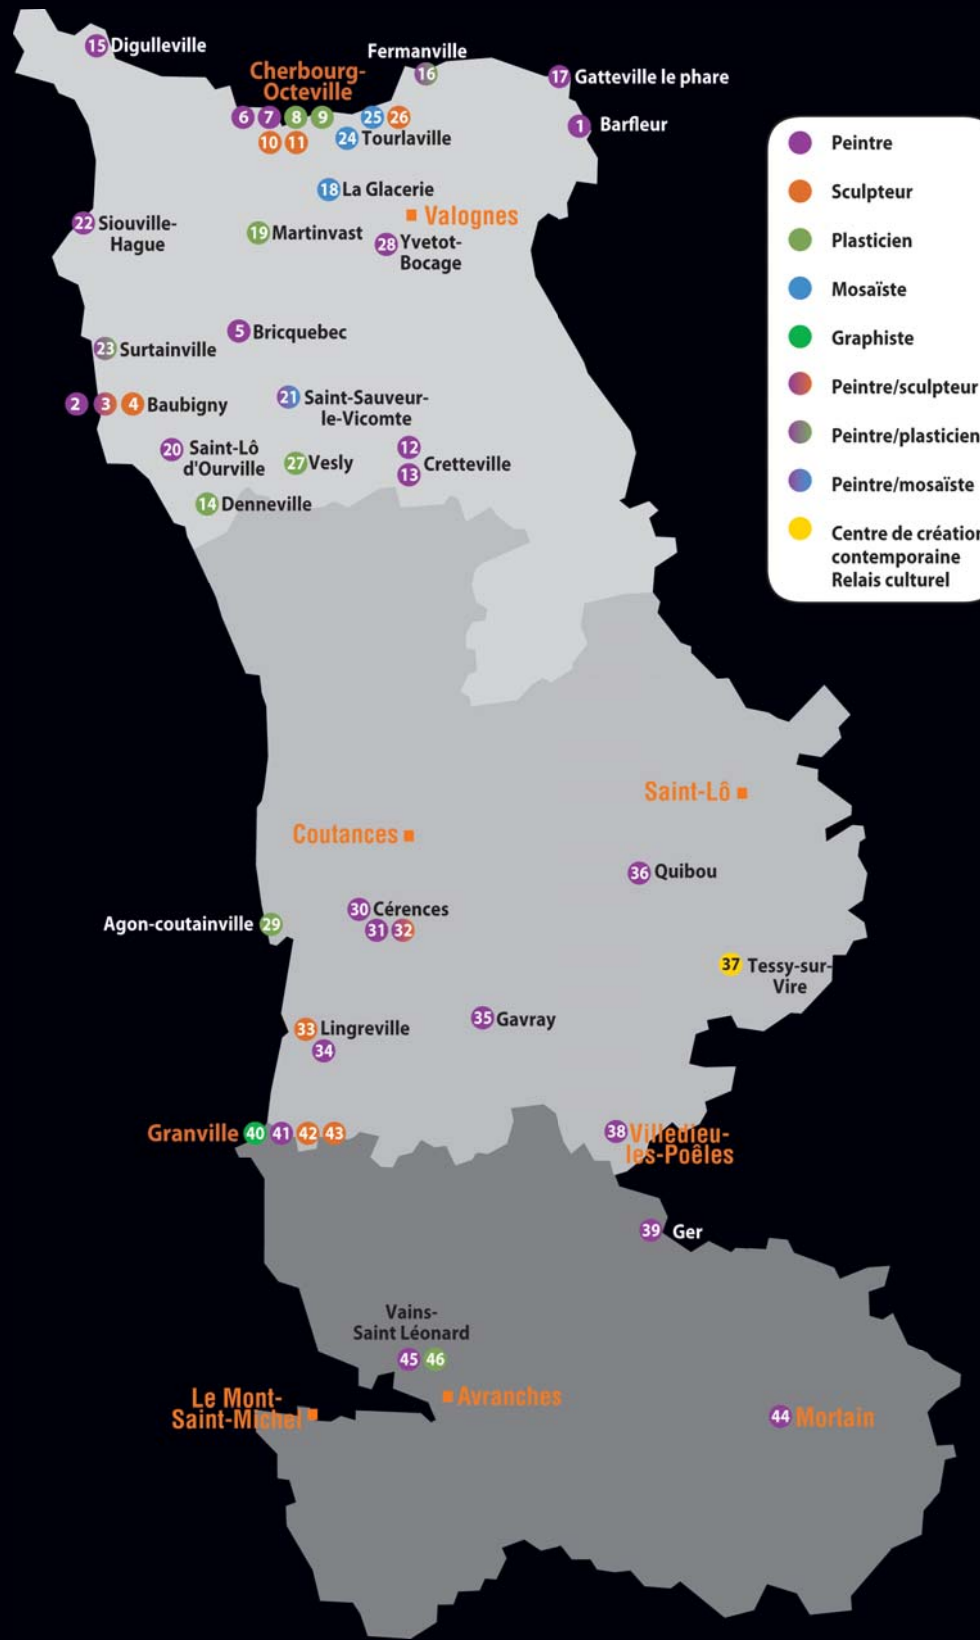 15 Digulleville
Fermanville
16
17 Gatteville le phare
Cherbourg-
Octeville
6 7 8 9 25 26
10 11 24 Tourlaville
1 Barfleur
18 La Glacerie
Valognes
22 Siouville-
Hague
19 Martinvast
28 Yvetot-
Bocage
5 Bricquebec
23 Surtainville
2 3 4 Baubigny
21 Saint-Sauveur-
le-Vicomte
20 Saint-Lô
d'Ourville
27 Vesly
12
13
Cretteville
14 Denneville
Peintre
Sculpteur
Plasticien
Mosaïste
Graphiste
Peintre/sculpteur
Peintre/plasticien
Peintre/mosaïste
Centre de création
contemporaine
Relais culturel
Saint-Lô
Coutances
36 Quibou
30 Cérences
31 32
Agon-coutainville 29
37 Tessy-sur-
Vire
35 Gavray
33 Lingreville
34
Granville 40 41 42 43
38 Villedieu-
les-Poêles
39 Ger
Vains-
Saint Léonard
45 46
Avranches
Le Mont-
Saint-Michel
44 Mortain